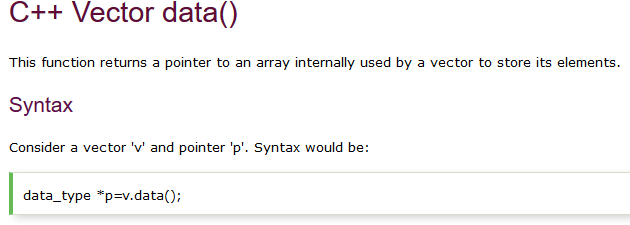 C++ Vector data()
This function returns a pointer to an array internally used by a vector to store its elements.
Syntax
Consider a vector 'v' and pointer 'p'. Syntax would be:
data_type *p=v.data();